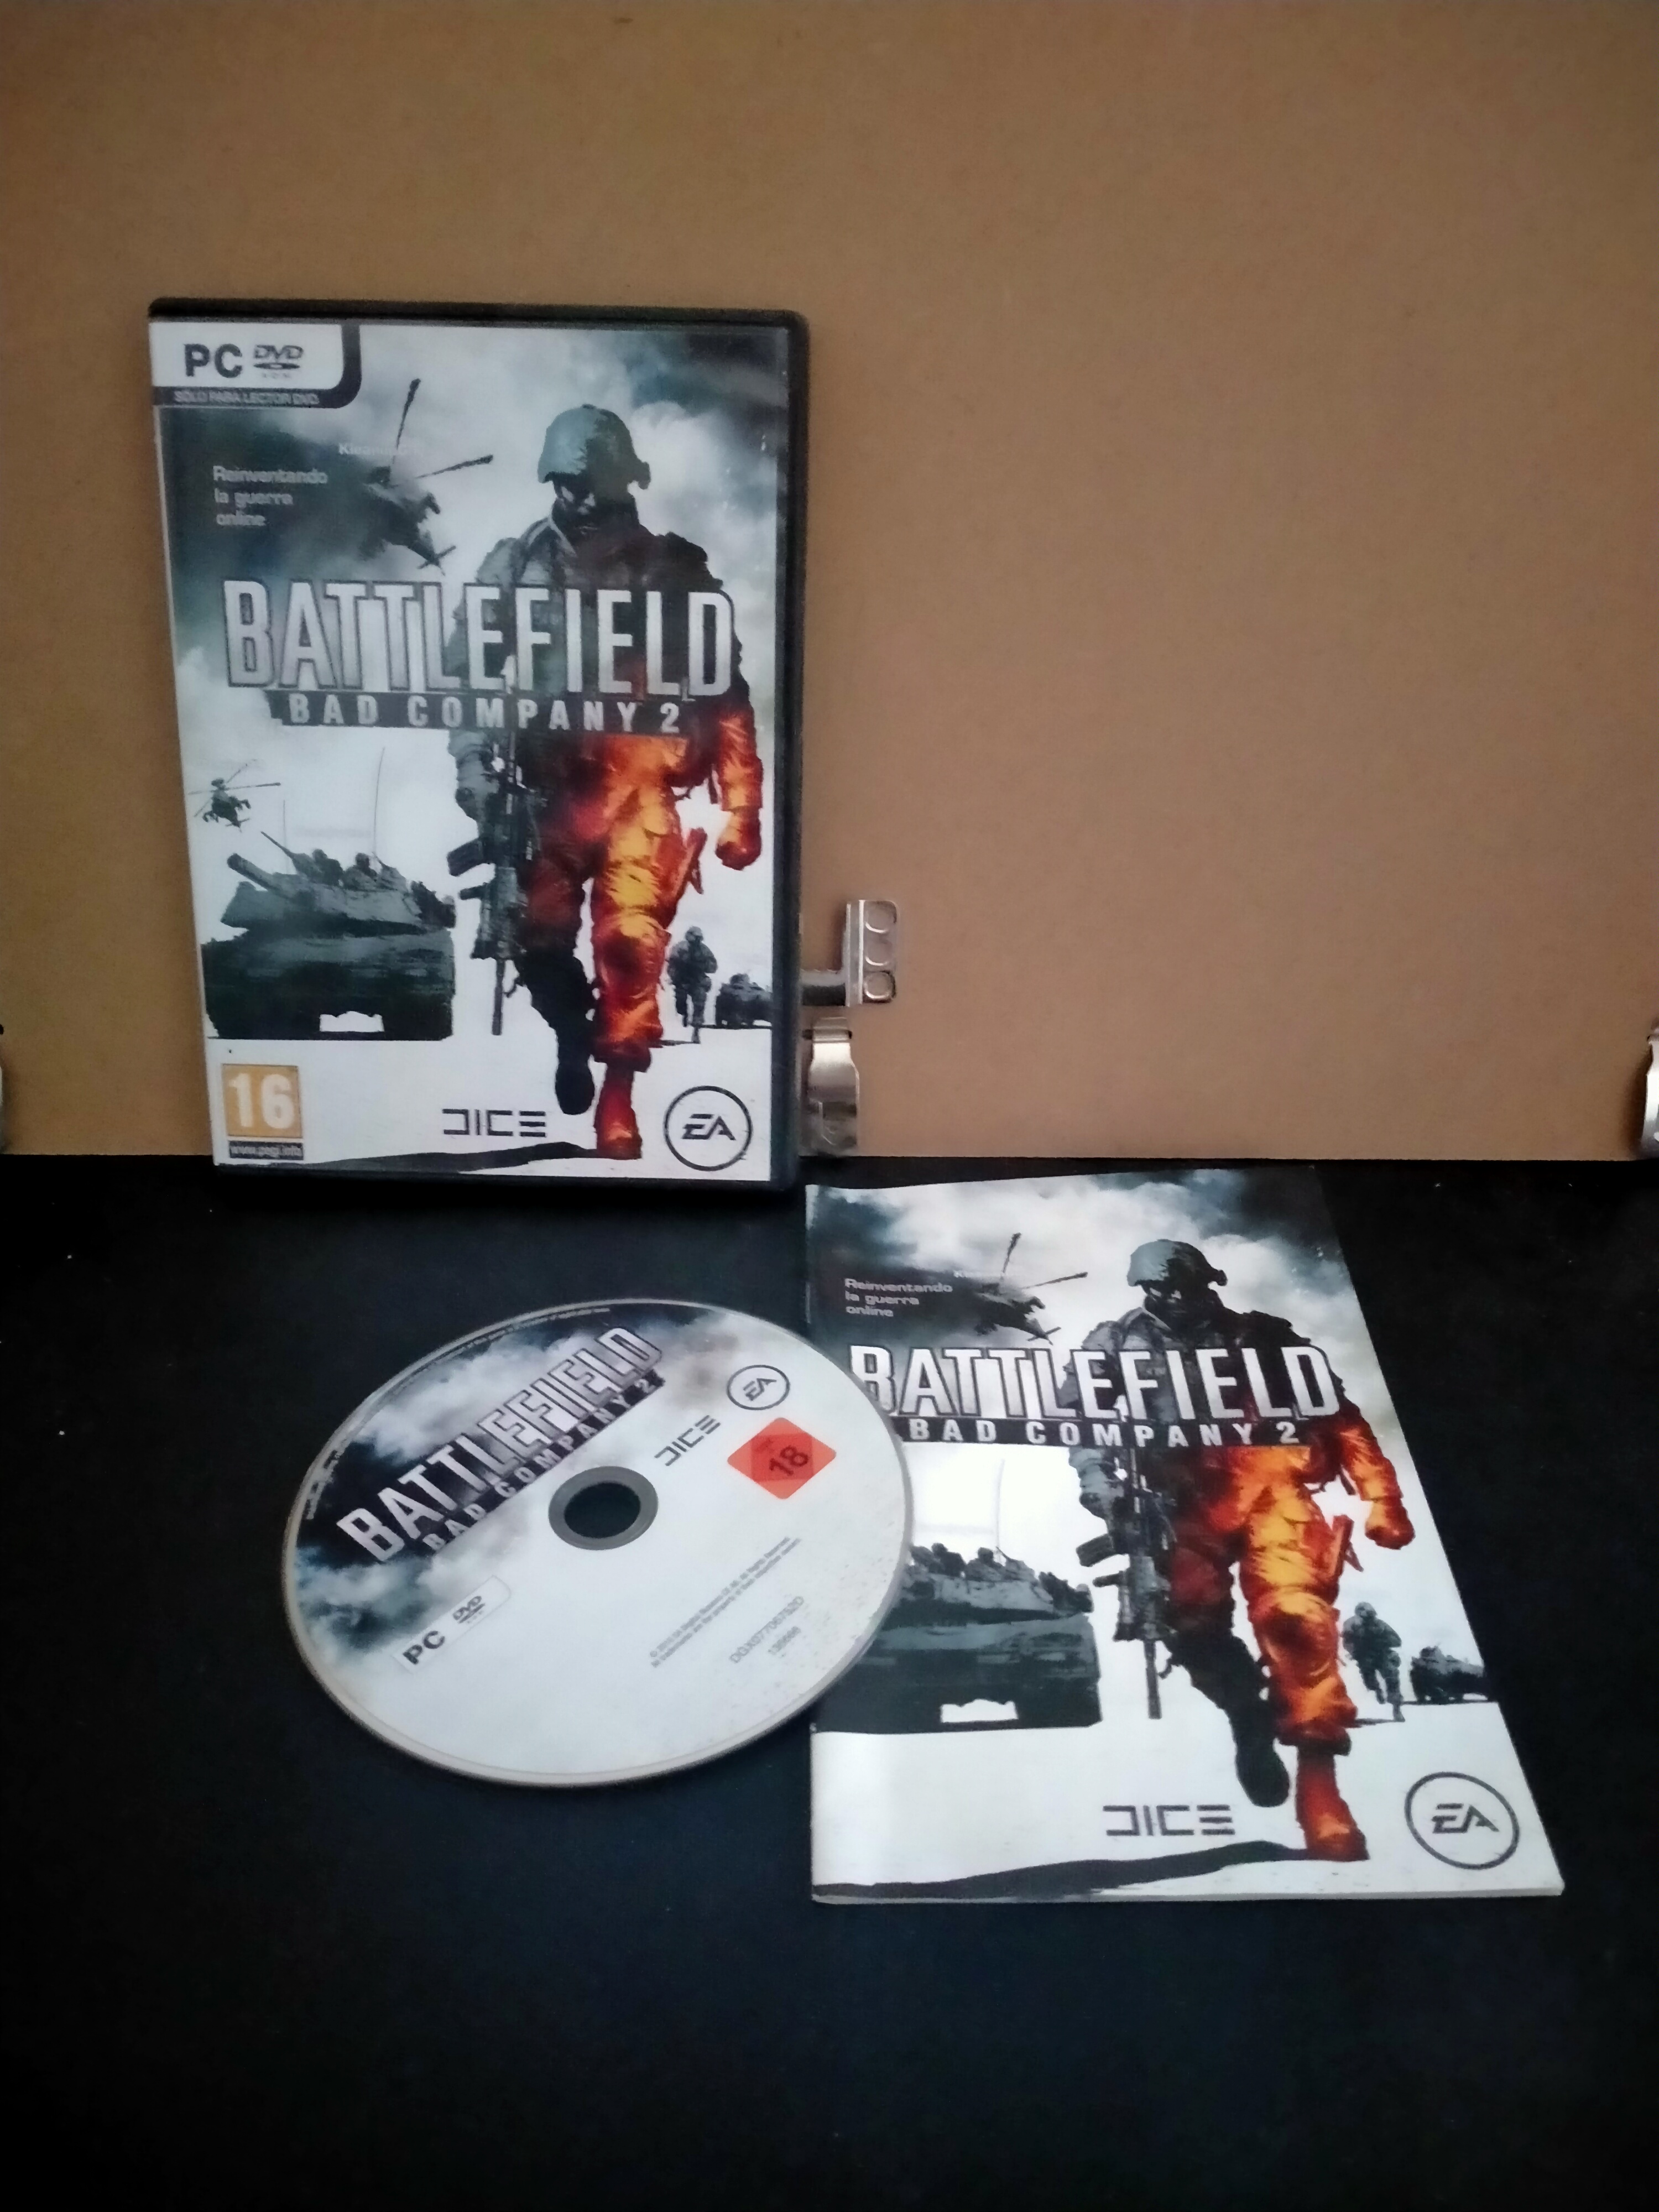 PC DVD
ROM
SÓLO PARA LECTOR DVD
Reinventando
la guerra
online
BATTLEFIELD
BAD COMPANY 2
16
www.pegi.info
DICE
EA
Reinventando
la guerra
online
BATTLEFIELD
BAD COMPANY 2
DICE
EA
BATTLEFIELD
BAD COMPANY 2
EA
DICE
18
PC DVD